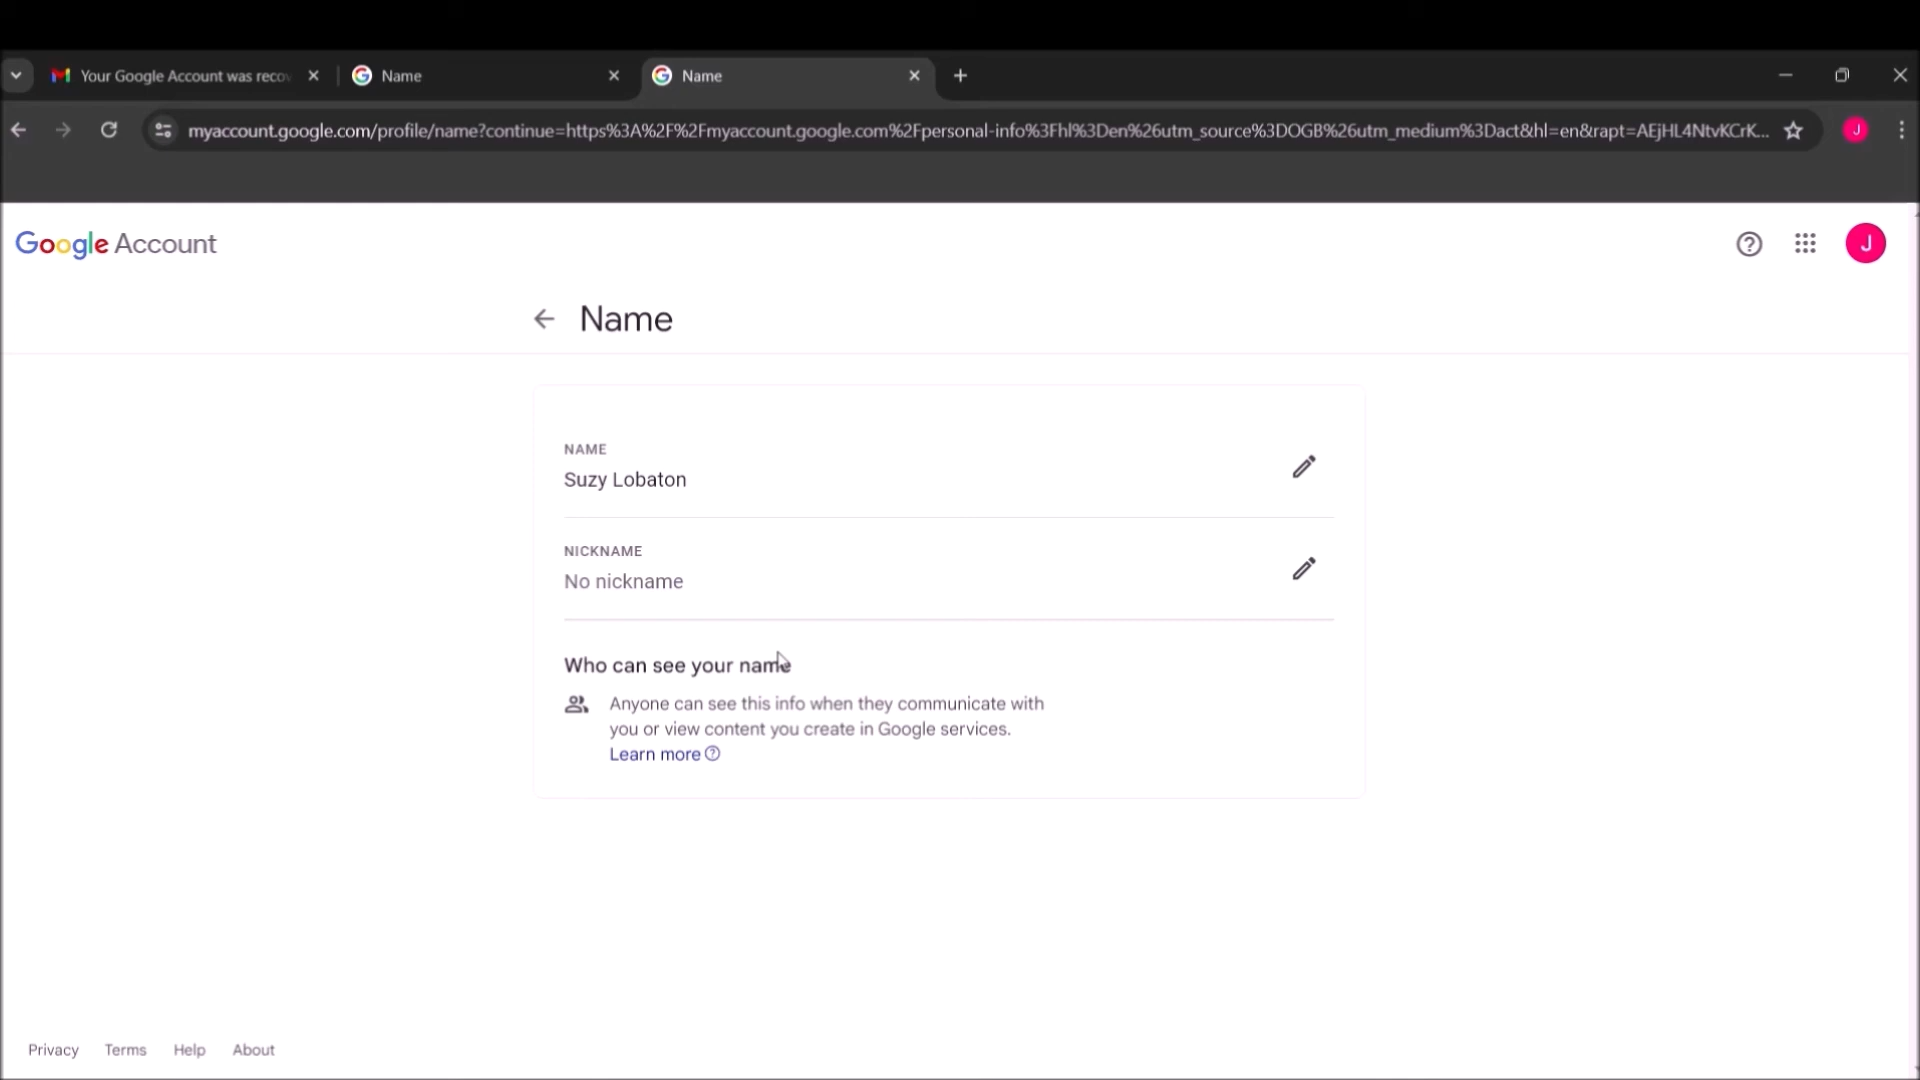 Your Google Account was recov
Name
Name
myaccount.google.com/profile/name?continue=https%3A%2F%2Fmyaccount.google.com%2Fpersonal-info%3Fhl%3Den%26utm_source%3DOGB%26utm_medium%3Dact&hl=en&rapt=AEjHL4NtvKCrK...
J
Google Account
J
Name
NAME
Suzy Lobaton
NICKNAME
No nickname
Who can see your name
Anyone can see this info when they communicate with
you or view content you create in Google services.
Learn more
Privacy Terms Help About